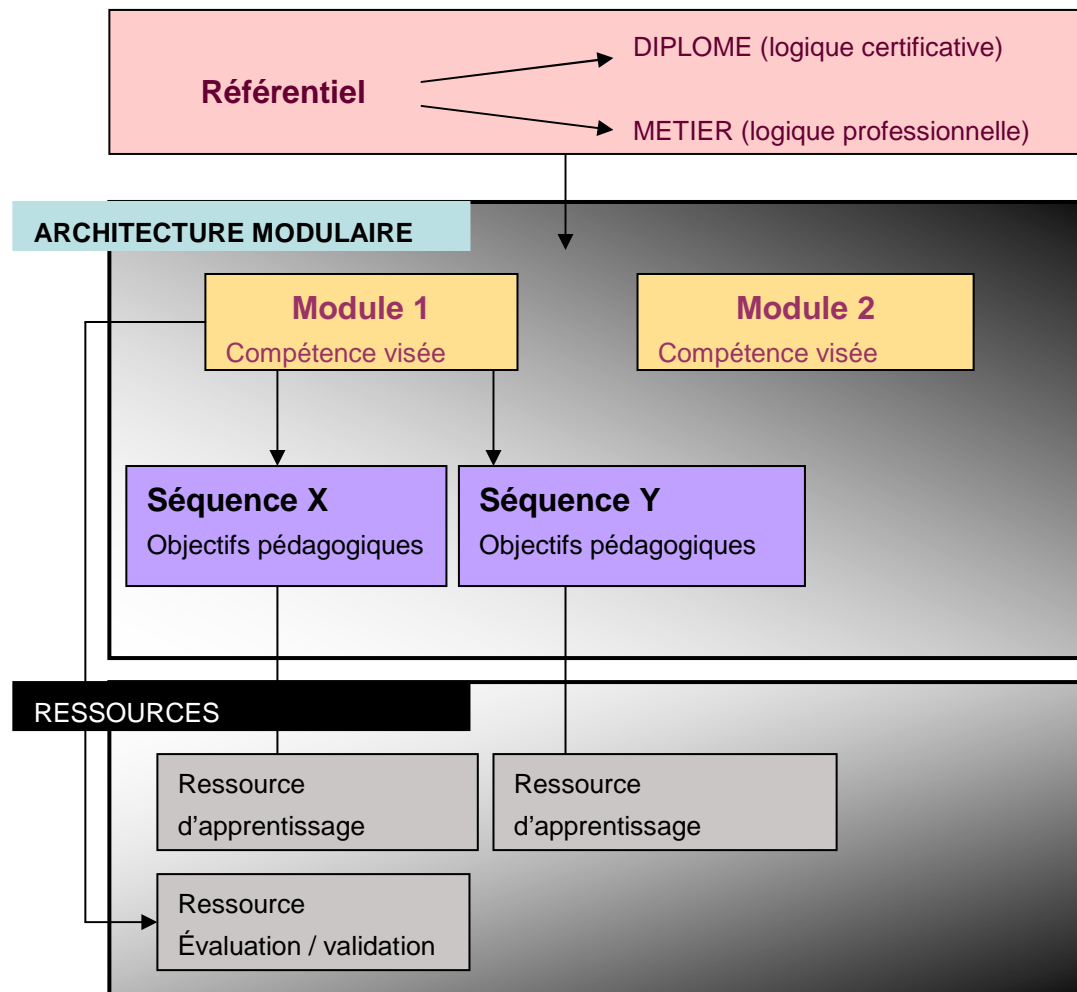 DIPLOME (logique certificative)
Référentiel
METIER (logique professionnelle)
ARCHITECTURE MODULAIRE
Module 1
Compétence visée
Module 2
Compétence visée
Séquence X
Objectifs pédagogiques
Séquence Y
Objectifs pédagogiques
RESSOURCES
Ressource
d’apprentissage
Ressource
d’apprentissage
Ressource
Évaluation / validation